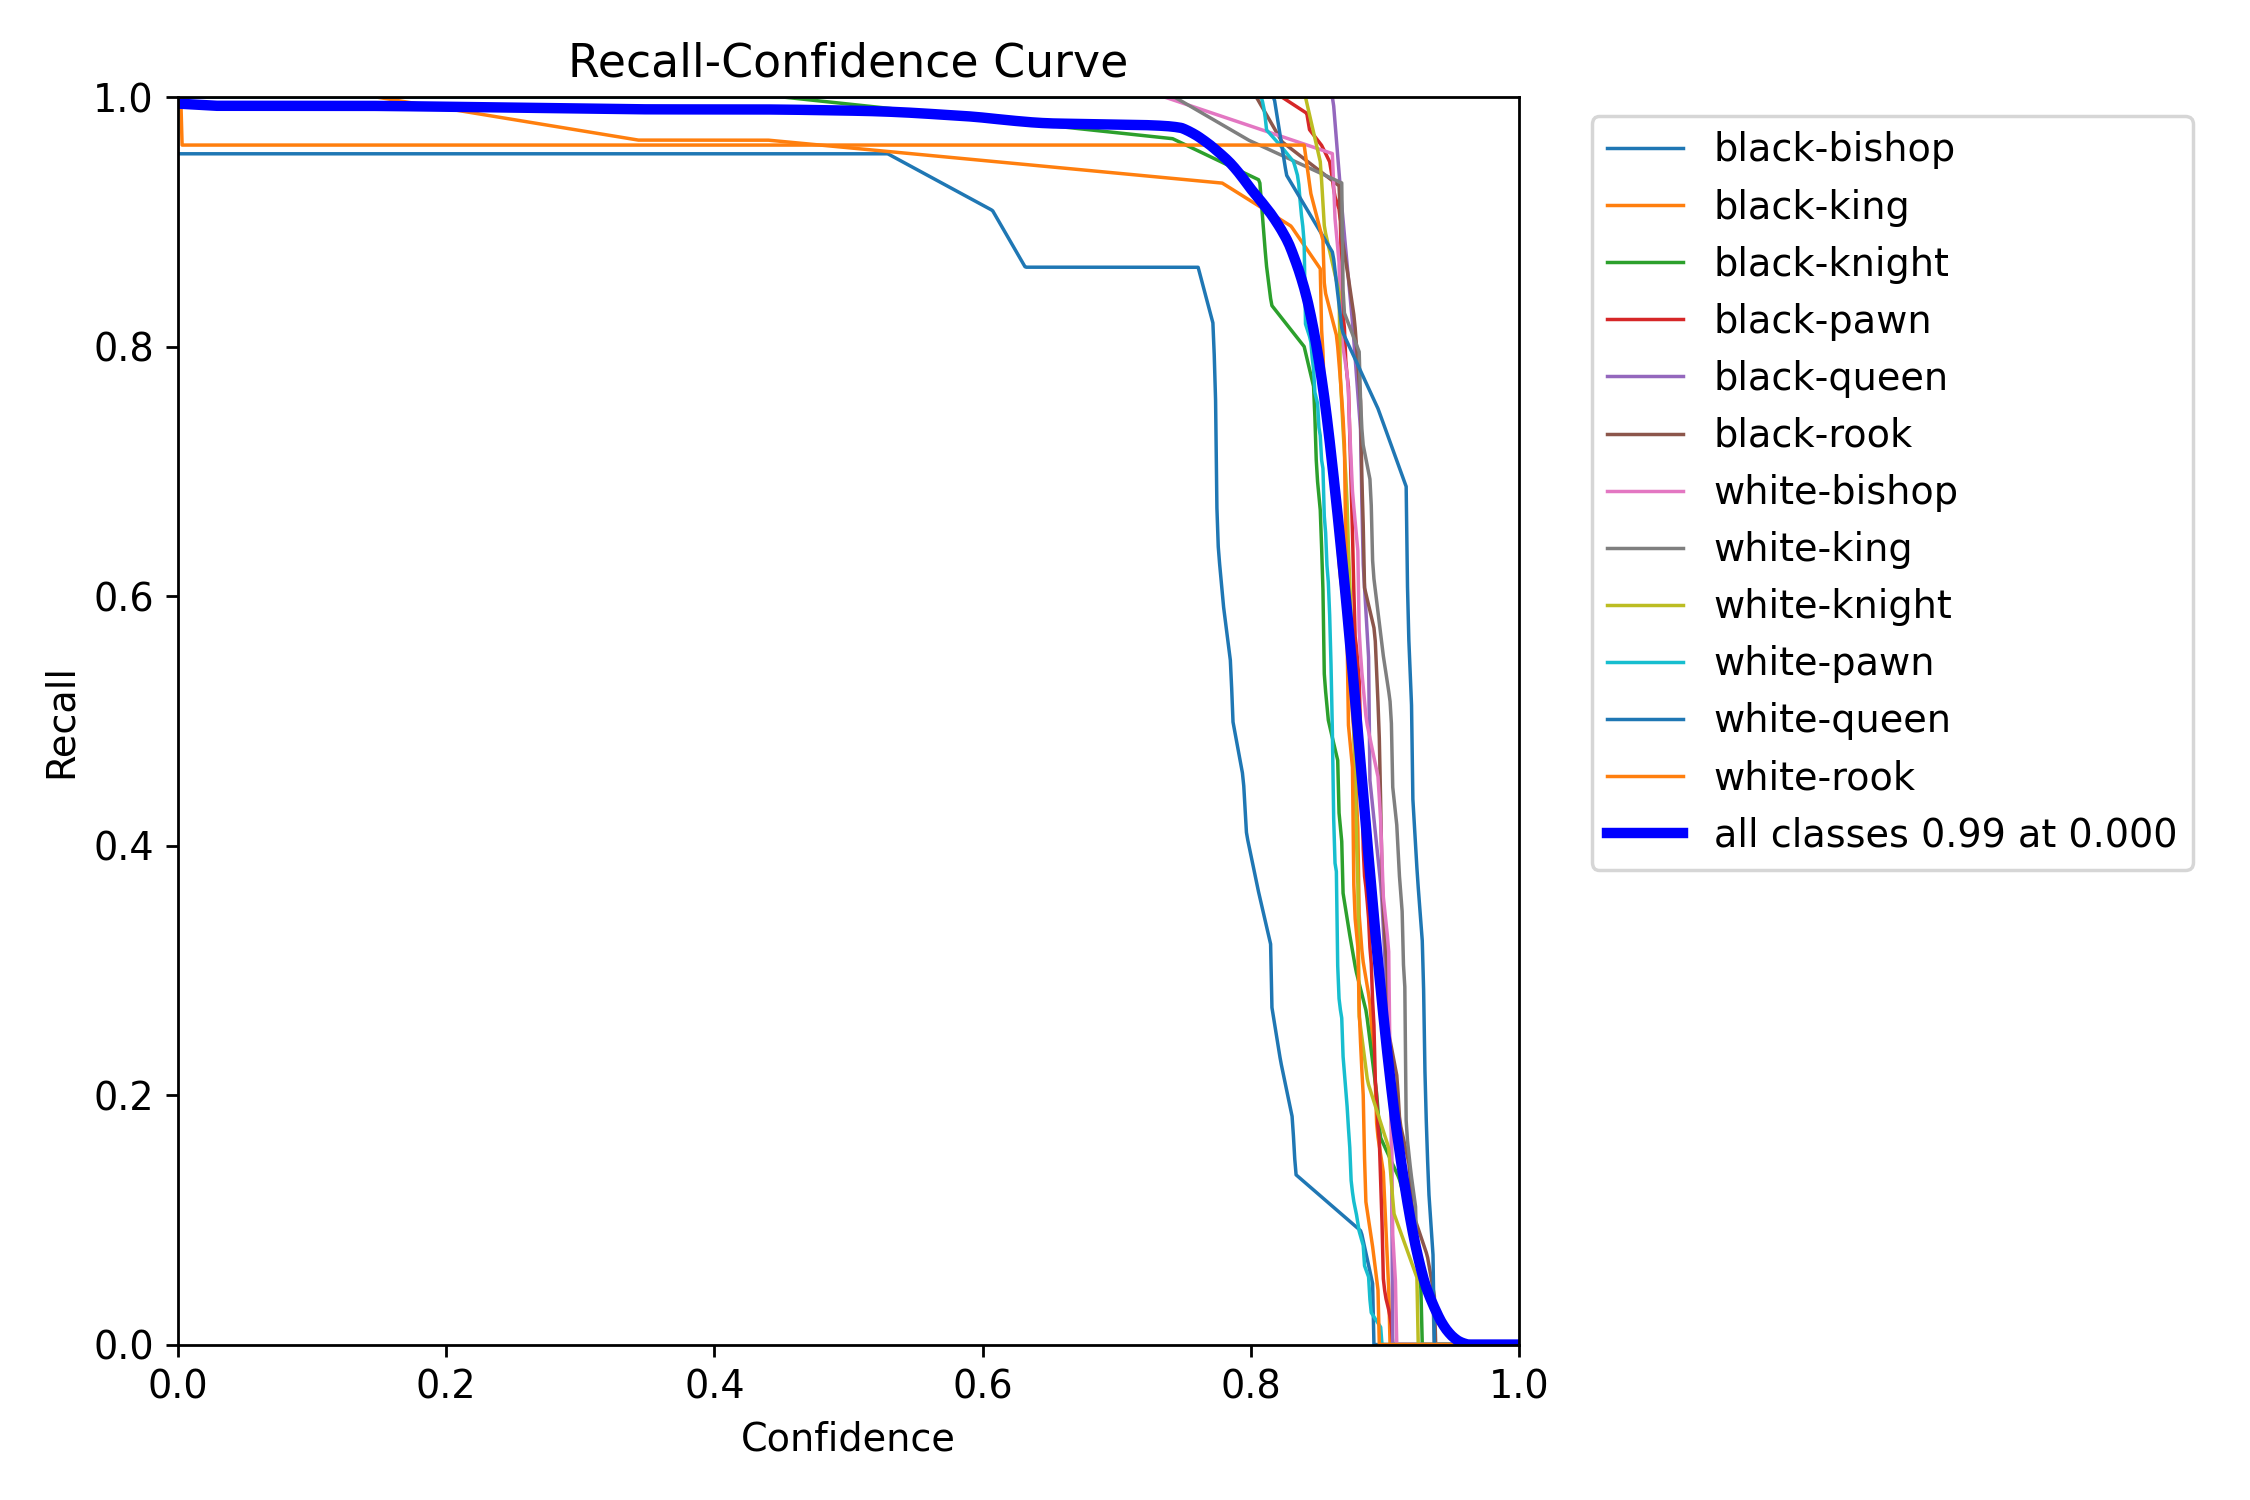 Recall-Confidence Curve
1.0
0.8
0.6
0.4
0.2
0.0
Recall
0.0 0.2 0.4 0.6 0.8 1.0
Confidence
black-bishop
black-king
black-knight
black-pawn
black-queen
black-rook
white-bishop
white-king
white-knight
white-pawn
white-queen
white-rook
all classes 0.99 at 0.000